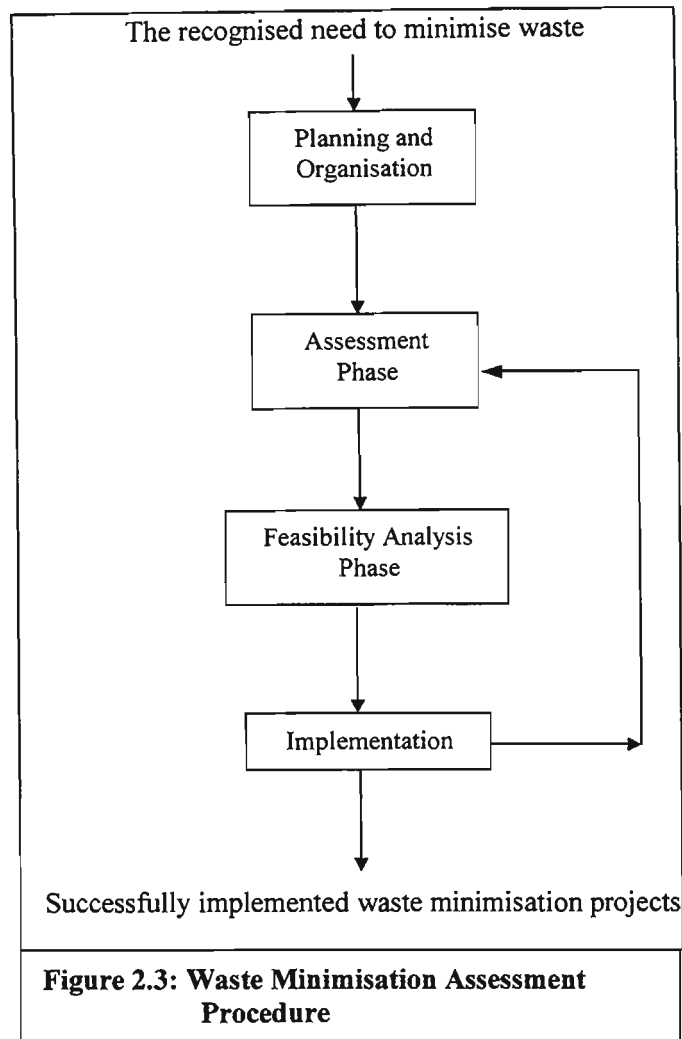 The recognised need to minimise waste
Planning and
Organisation
Assessment
Phase
Feasibility Analysis
Phase
Implementation
Successfully implemented waste minimisation projects
Figure 2.3: Waste Minimisation Assessment
Procedure